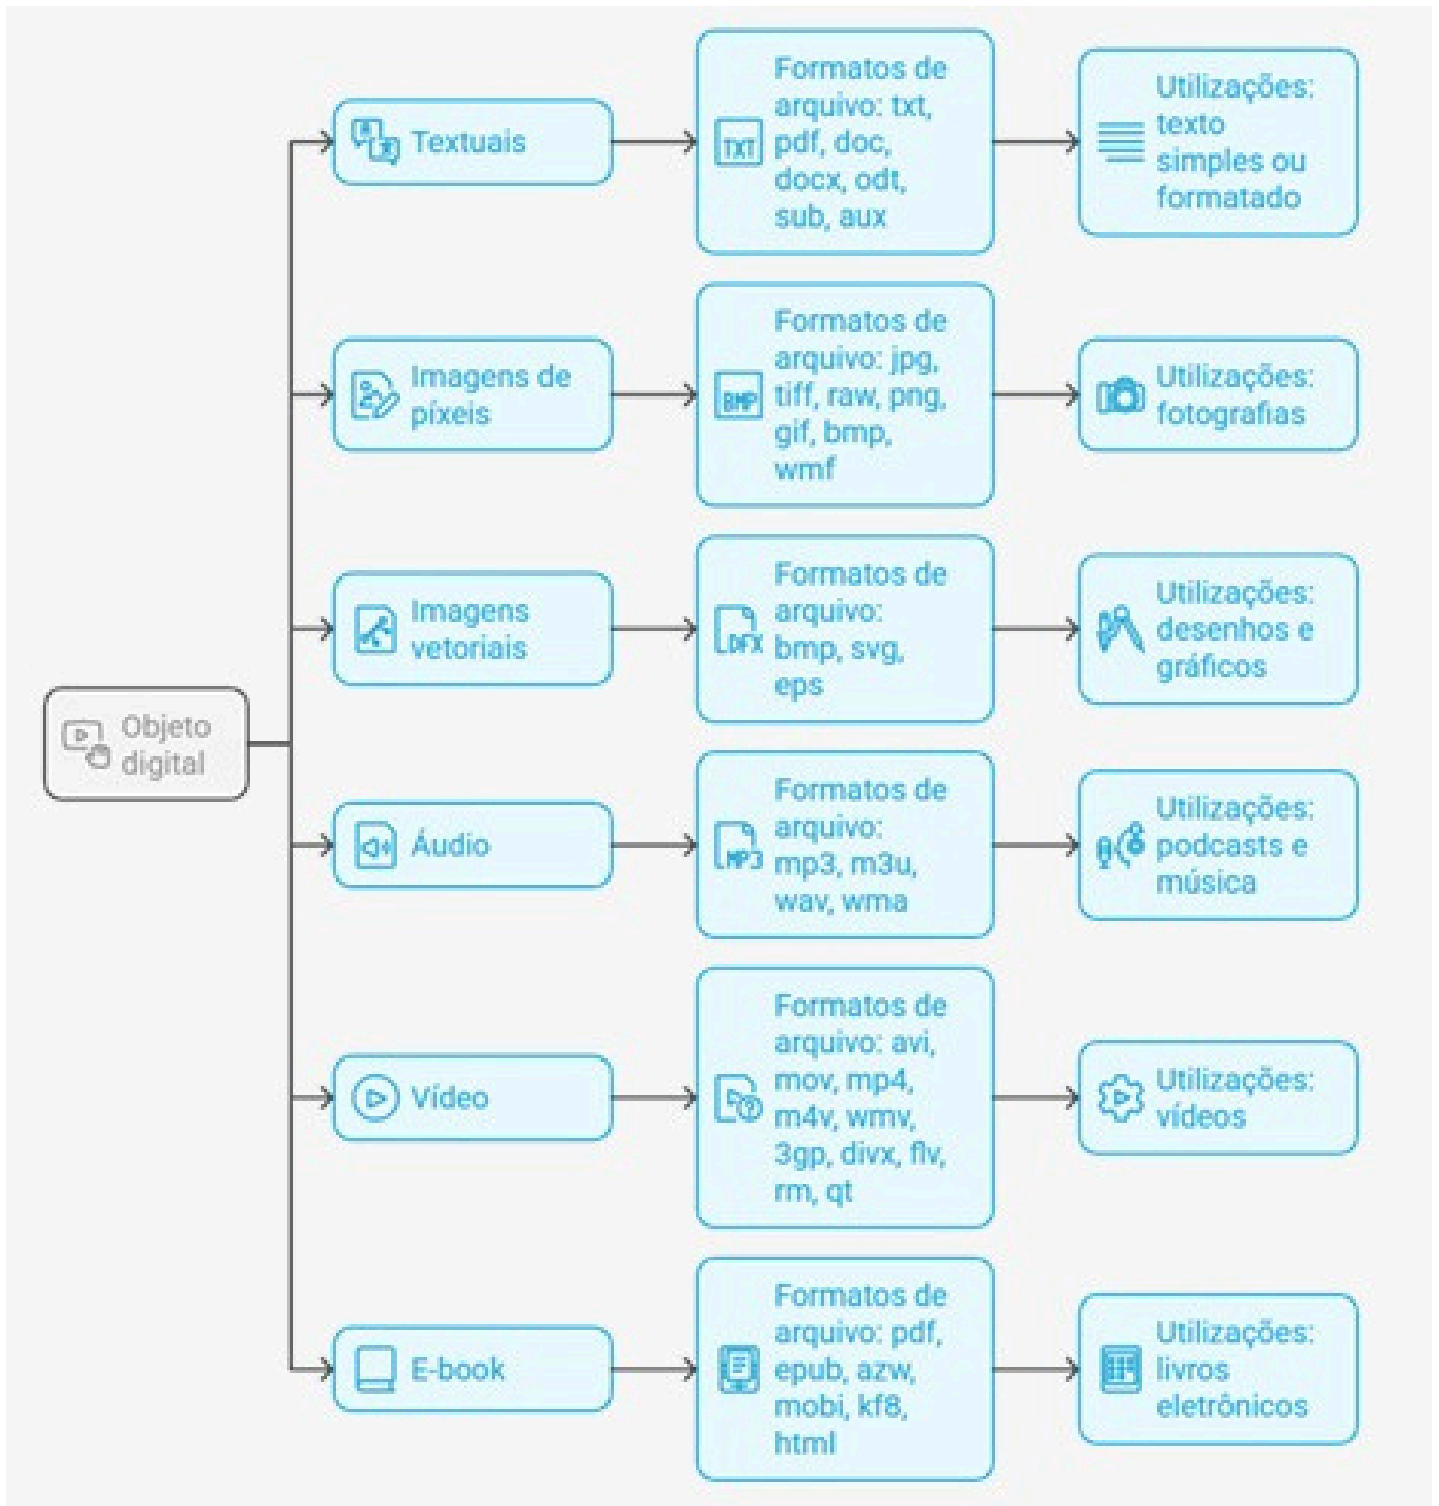 Objeto
digital
Textuais
TXT
Formatos de
arquivo: txt,
pdf, doc,
docx, odt,
sub, aux
Utilizações:
texto
simples ou
formatado
Imagens de
píxeis
BMP
Formatos de
arquivo: jpg,
tiff, raw, png,
gif, bmp,
wmf
Utilizações:
fotografias
Imagens
vetoriais
DFX
Formatos de
arquivo:
bmp, svg,
eps
Utilizações:
desenhos e
gráficos
Áudio
MP3
Formatos de
arquivo:
mp3, m3u,
wav, wma
Utilizações:
podcasts e
música
Vídeo
Formatos de
arquivo: avi,
mov, mp4,
m4v, wmv,
3gp, divx, flv,
rm, qt
Utilizações:
vídeos
E-book
Formatos de
arquivo: pdf,
epub, azw,
mobi, kf8,
html
Utilizações:
livros
eletrônicos